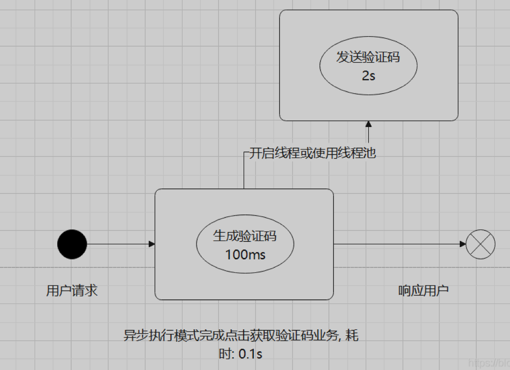 发送验证码
2s
开启线程或使用线程池
生成验证码
100ms
用户请求
响应用户
异步执行模式完成点击获取验证码业务, 耗
时: 0.1s